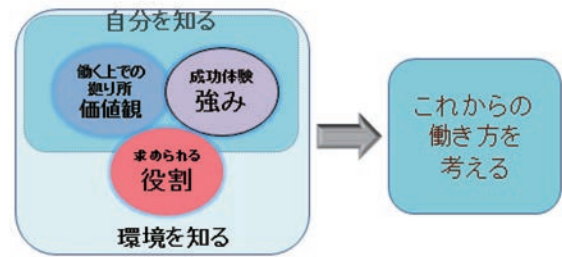 自分を知る
働く上での
拠り所
価値観
成功体験
強み
求められる
役割
環境を知る
これからの
働き方を
考える